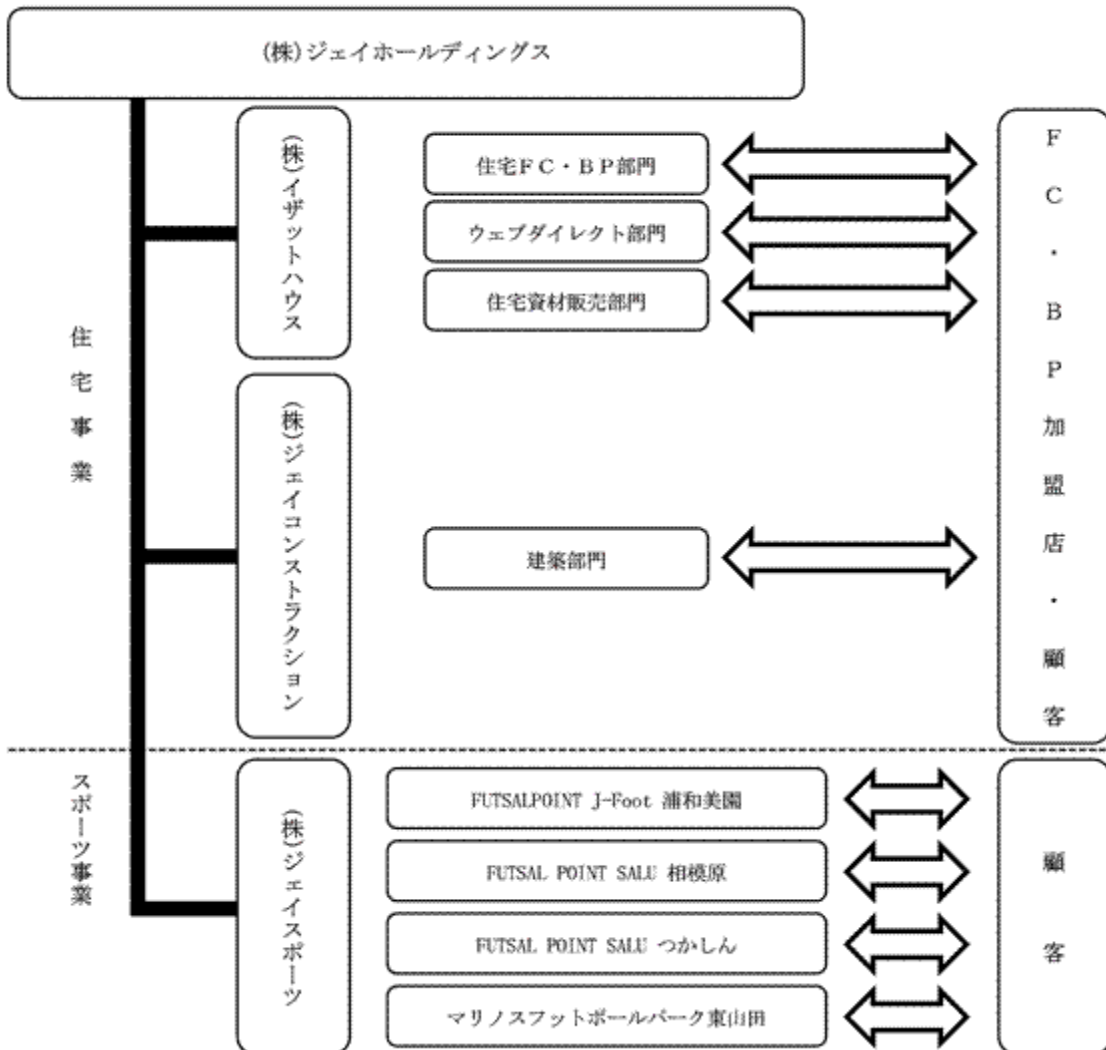 (株)ジェイホールディングス
住宅事業
(株)イザットハウス
住宅ＦＣ・ＢＰ部門
ウェブダイレクト部門
住宅資材販売部門
(株)ジェイコンストラクション
建築部門
ＦＣ・ＢＰ加盟店・顧客
スポーツ事業
(株)ジェイスポーツ
FUTSALPOINT J-Foot 浦和美園
FUTSAL POINT SALU 相模原
FUTSAL POINT SALU つかしん
マリノスフットボールパーク東山田
顧客